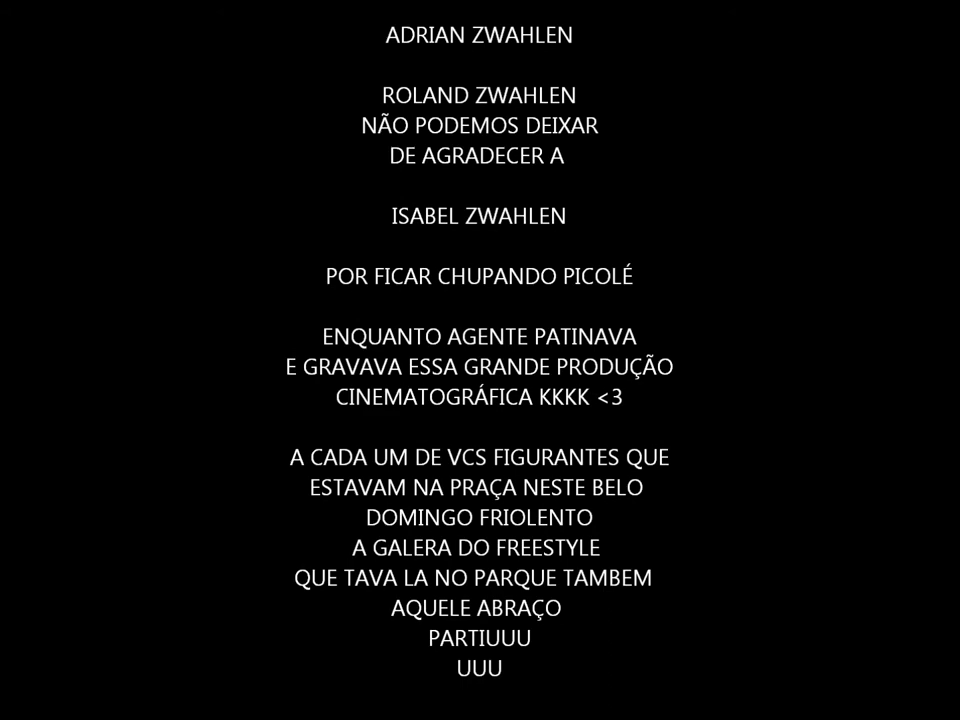 ADRIAN ZWAHLEN
ROLAND ZWAHLEN
NÃO PODEMOS DEIXAR
DE AGRADECER A
ISABEL ZWAHLEN
POR FICAR CHUPANDO PICOLÉ
ENQUANTO AGENTE PATINAVA
E GRAVAVA ESSA GRANDE PRODUÇÃO
CINEMATOGRÁFICA KKKK <3
A CADA UM DE VCS FIGURANTES QUE
ESTAVAM NA PRAÇA NESTE BELO
DOMINGO FRIOLENTO
A GALERA DO FREESTYLE
QUE TAVA LA NO PARQUE TAMBEM
AQUELE ABRAÇO
PARTIUUU
UUU